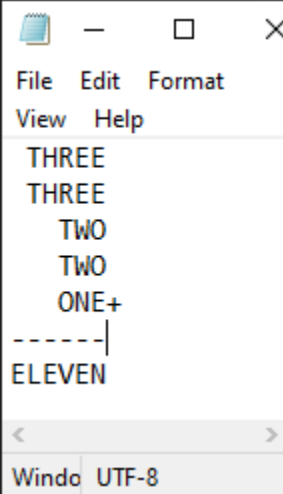 File Edit Format
View Help
THREE
THREE
TWO
TWO
ONE+
------
ELEVEN
Windo UTF-8